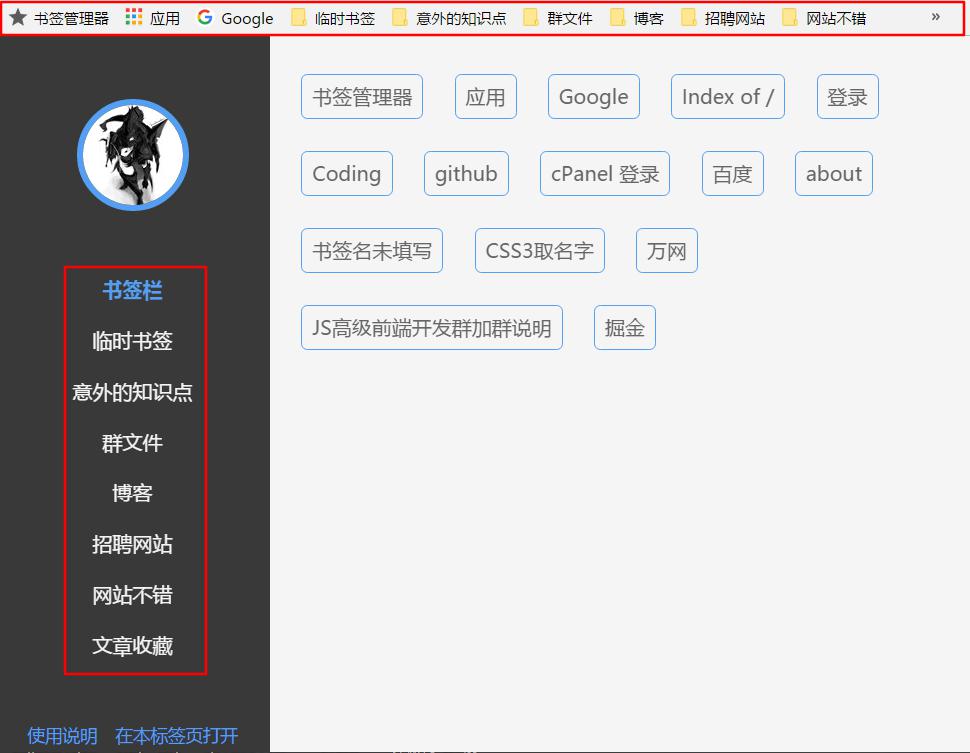 书签管理器 应用 Google 临时书签 意外的知识点 群文件 博客 招聘网站 网站不错 »
书签栏
临时书签
意外的知识点
群文件
博客
招聘网站
网站不错
文章收藏
使用说明 在本标签页打开
书签管理器 应用 Google Index of / 登录
Coding github cPanel 登录 百度 about
书签名未填写 CSS3取名字 万网
JS高级前端开发群加群说明 掘金